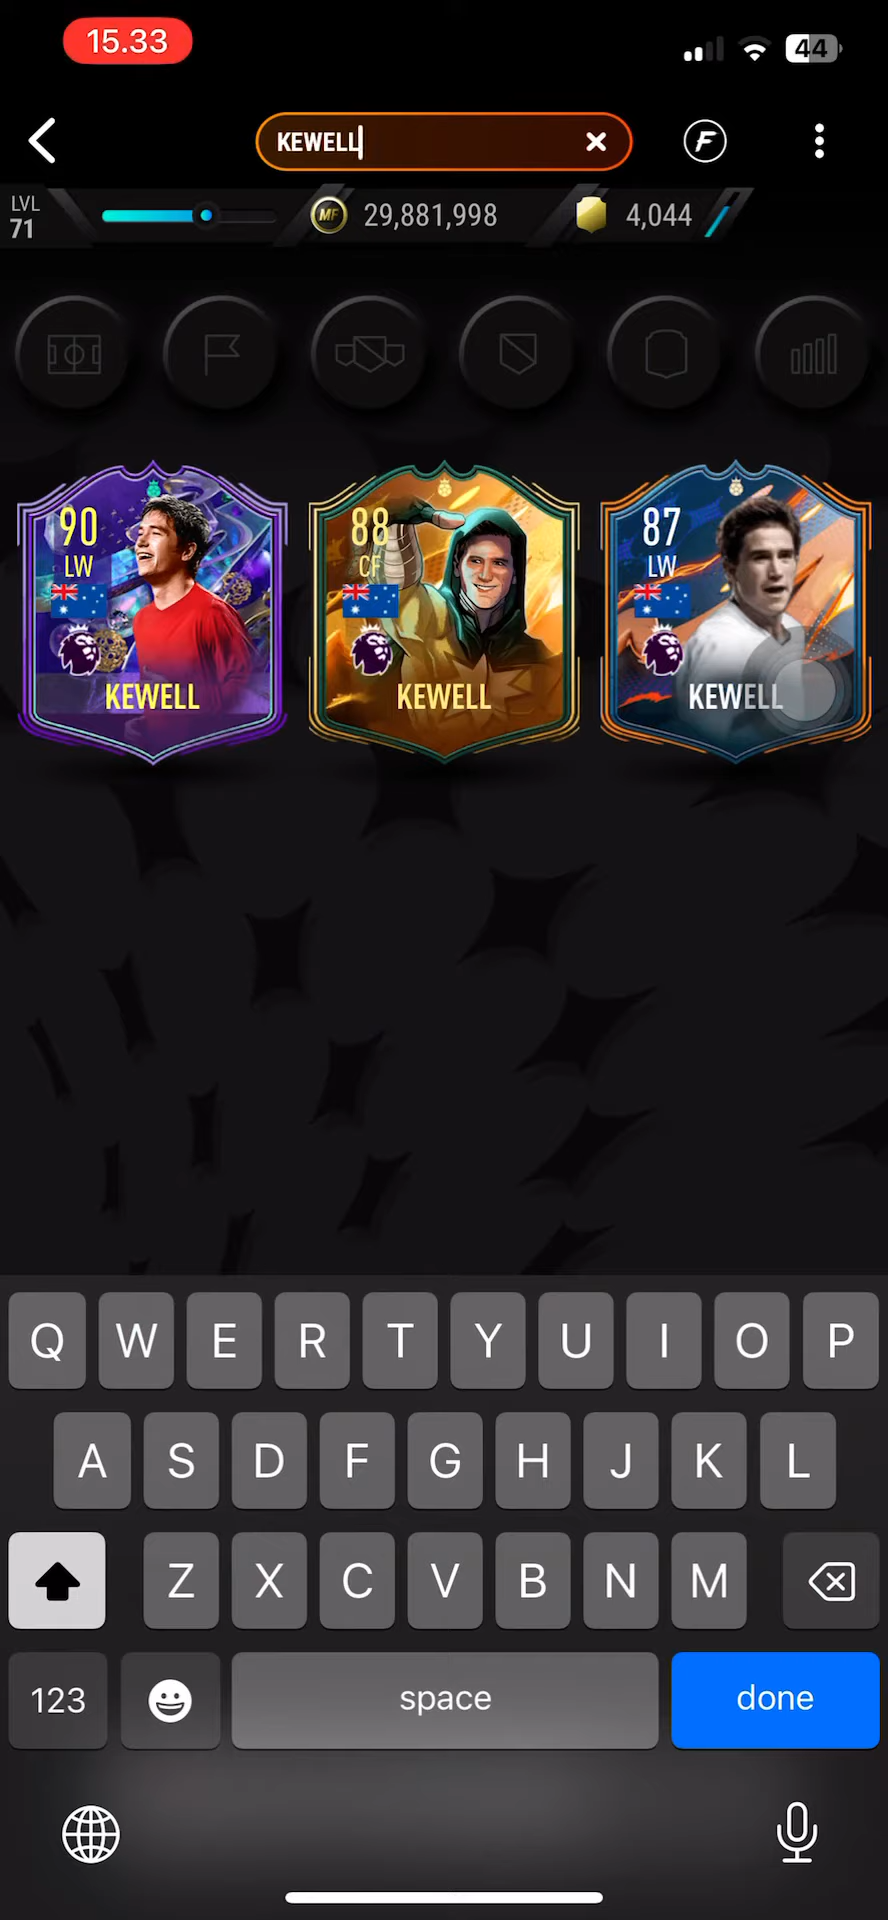 15.33
44
KEWELL
F
LVL
71
MF
29,881,998
4,044
90
LW
KEWELL
88
CF
KEWELL
87
LW
KEWELL
Q W E R T Y U I O P
A S D F G H J K L
Z X C V B N M
123
space
done